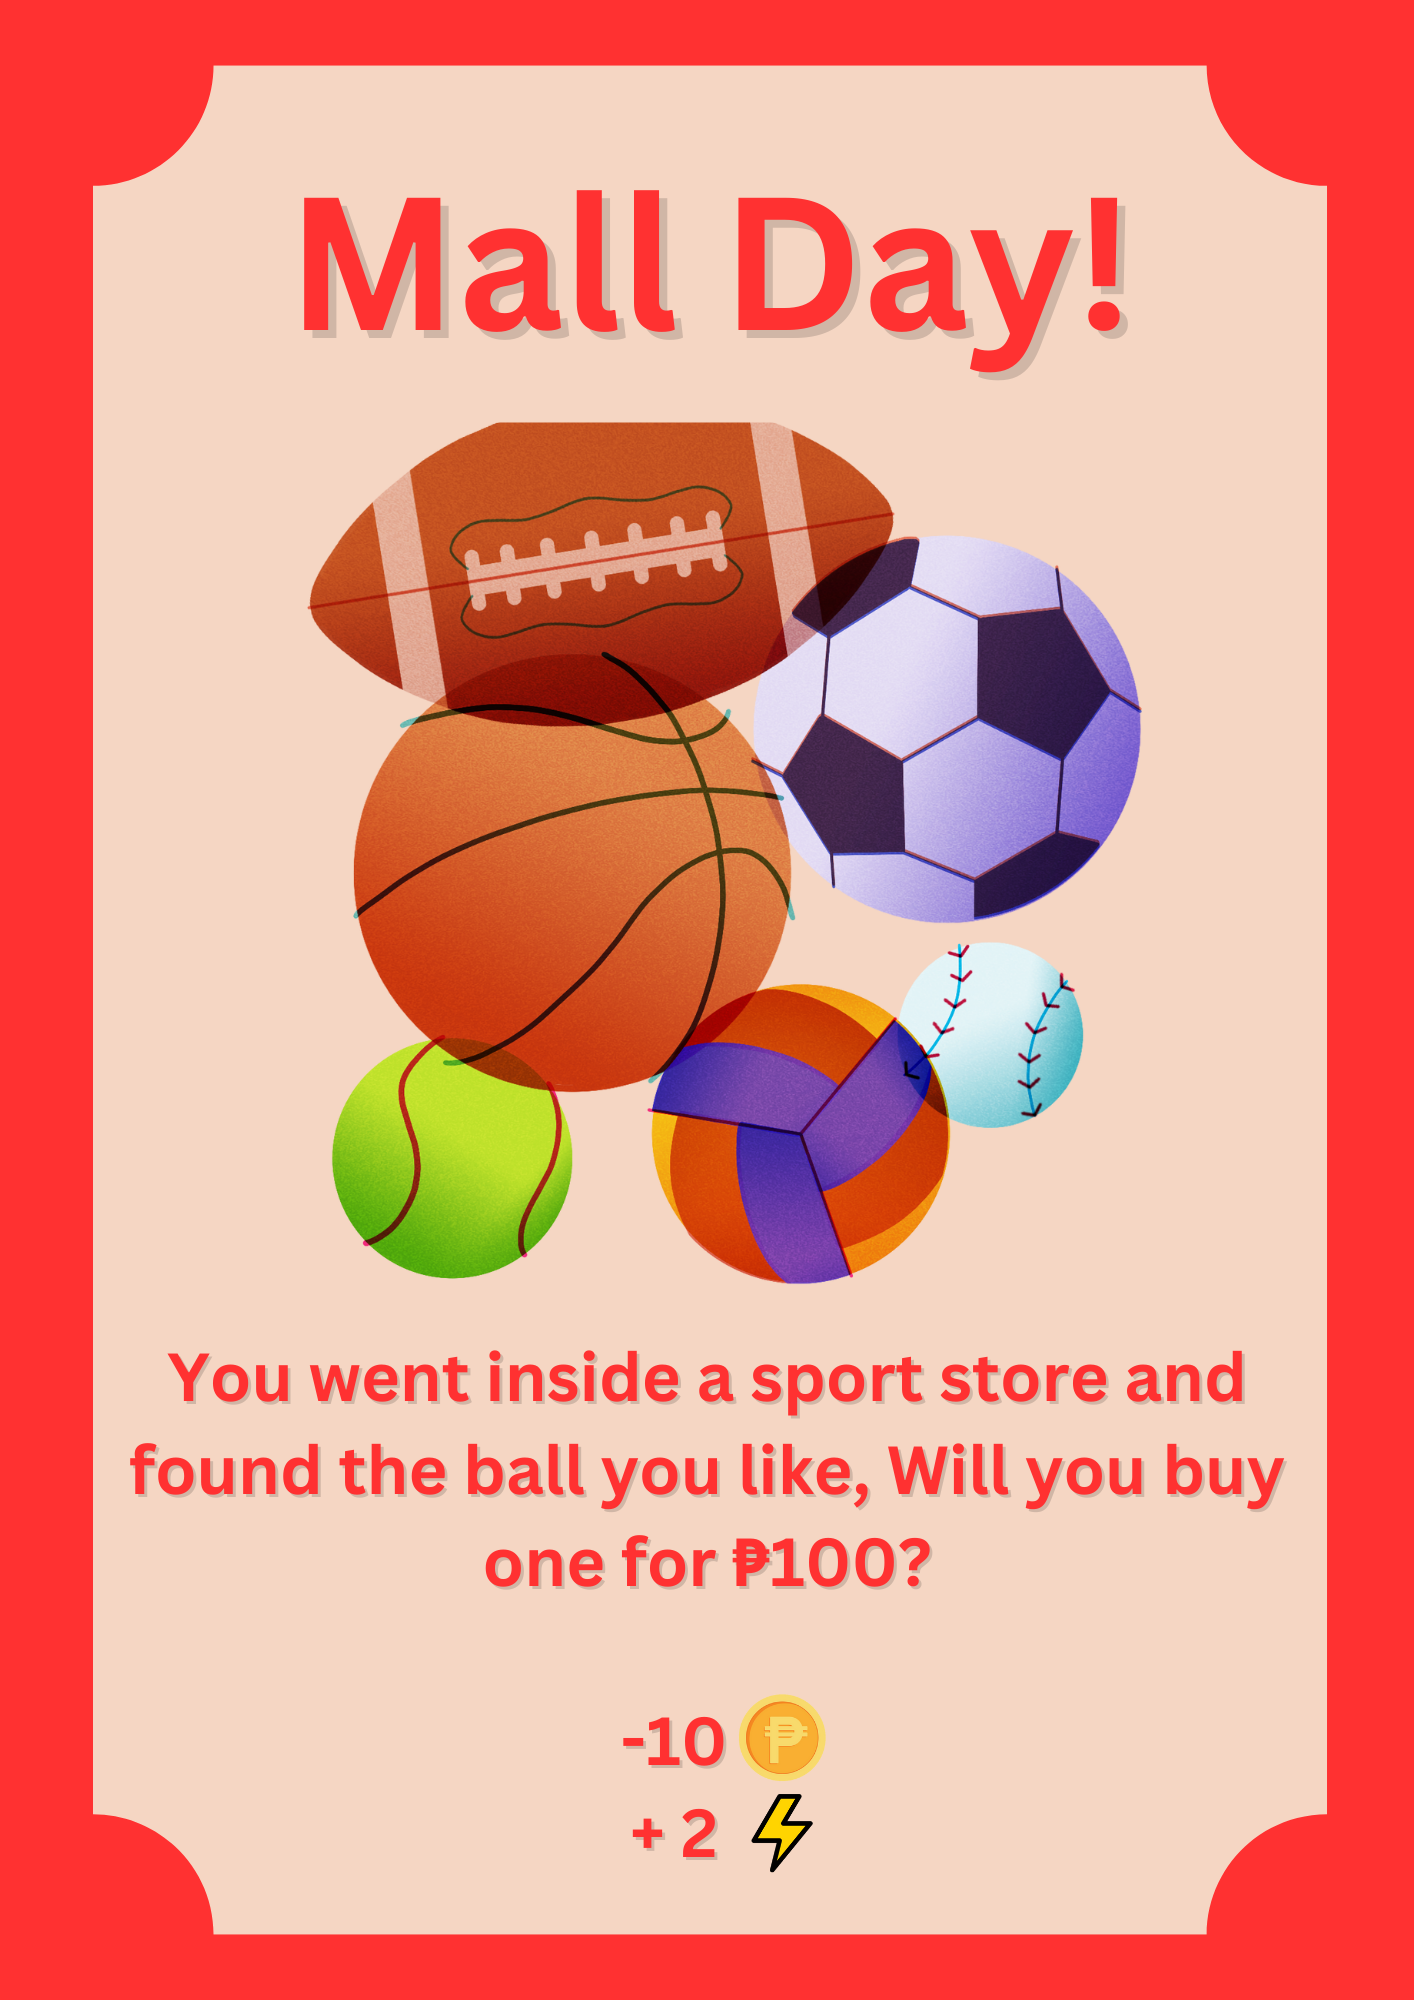 Mall Day!
You went inside a sport store and
found the ball you like, Will you buy
one for ₱100?
-10 ₱
+ 2